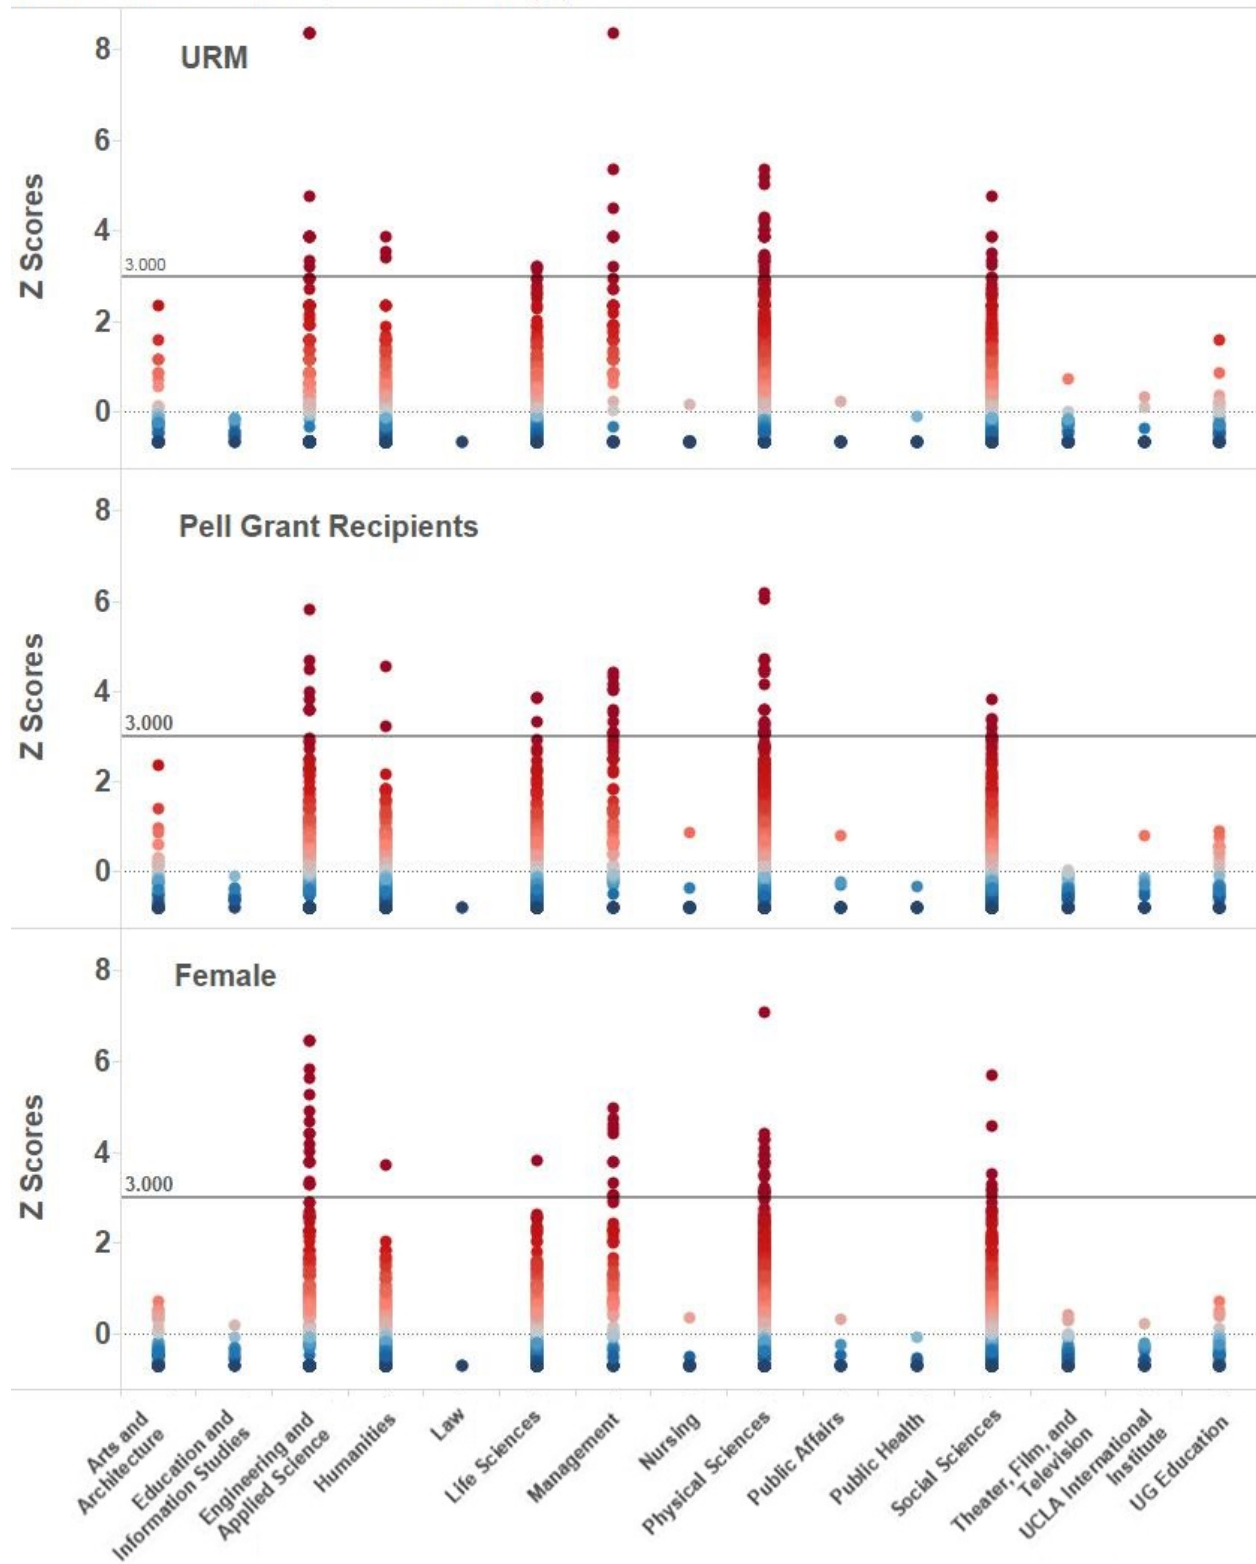 URM
8
6
4
2
0
Z Scores
3.000
Pell Grant Recipients
8
6
4
2
0
Z Scores
3.000
Female
8
6
4
2
0
Z Scores
3.000
Arts and
Architecture
Education and
Information Studies
Engineering and
Applied Science
Humanities
Law
Life Sciences
Management
Nursing
Physical Sciences
Public Affairs
Public Health
Social Sciences
Theater, Film, and
Television
UCLA International
Institute
UG Education